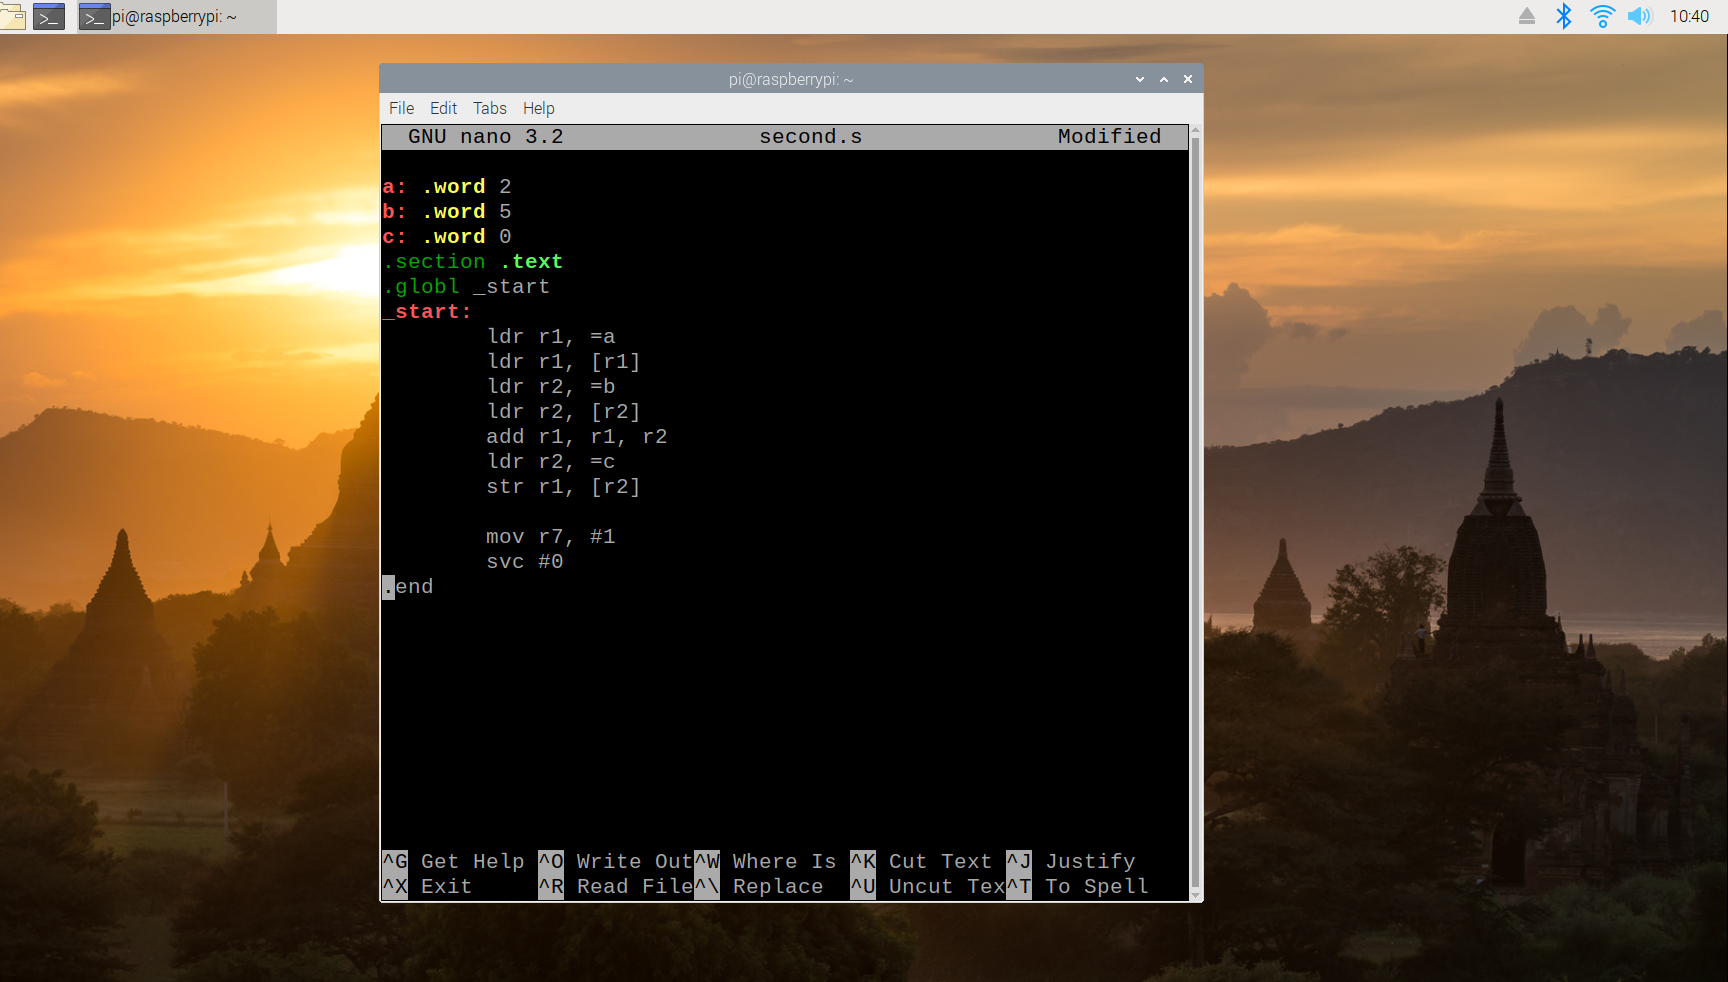 pi@raspberrypi: ~
10:40
pi@raspberrypi: ~
File Edit Tabs Help
GNU nano 3.2 second.s Modified
a: .word 2
b: .word 5
c: .word 0
.section .text
.globl _start
_start:
ldr r1, =a
ldr r1, [r1]
ldr r2, =b
ldr r2, [r2]
add r1, r1, r2
ldr r2, =c
str r1, [r2]
mov r7, #1
svc #0
.end
^G Get Help ^O Write Out ^W Where Is ^K Cut Text ^J Justify
^X Exit ^R Read File ^\ Replace ^U Uncut Tex ^T To Spell